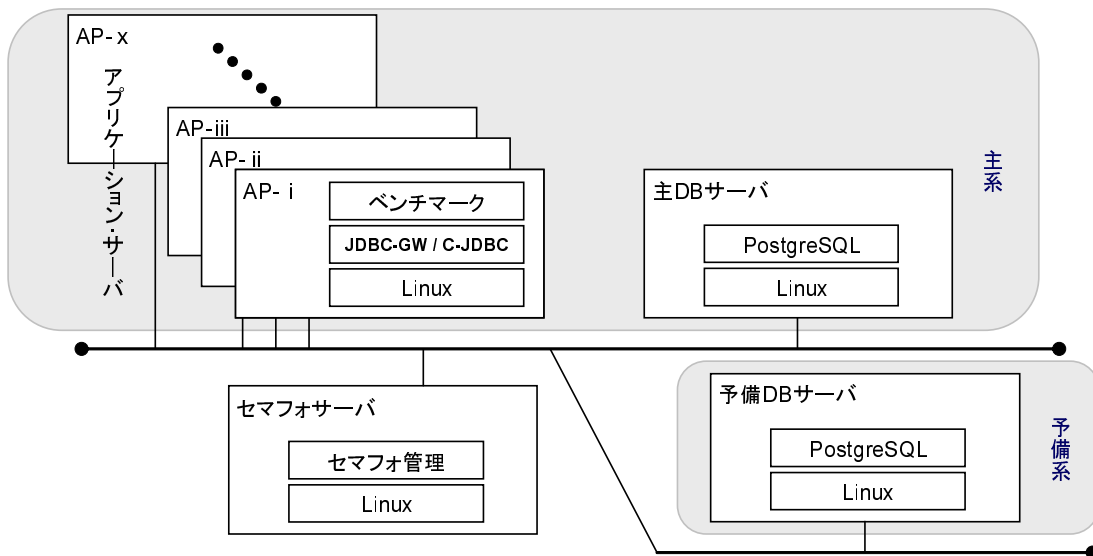 AP-x
アプリケーション・サーバ
AP-iii
AP-ii
AP-i
ベンチマーク
JDBC-GW / C-JDBC
Linux
主DBサーバ
PostgreSQL
Linux
主系
セマフォサーバ
セマフォ管理
Linux
予備DBサーバ
PostgreSQL
Linux
予備系